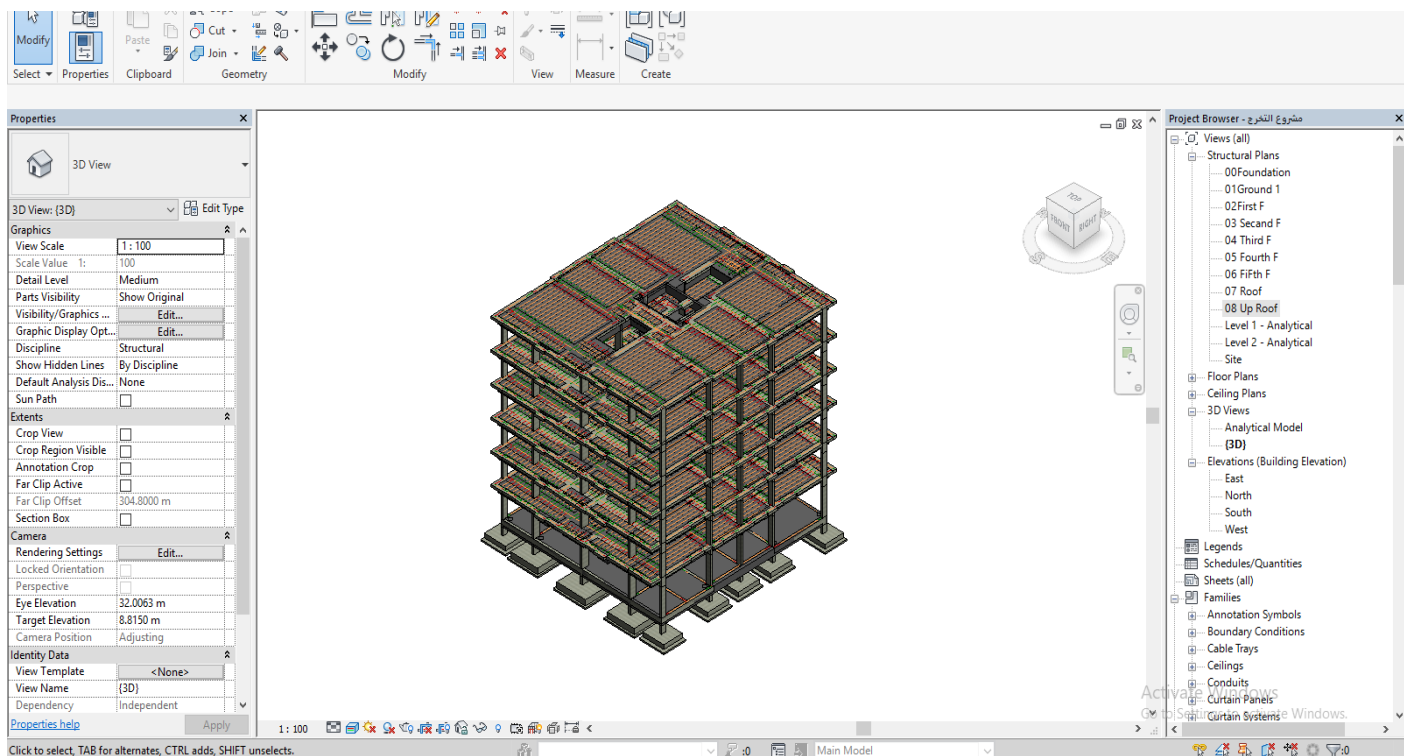 Modify
Paste
Cut
Join
Select
Properties
Clipboard
Geometry
Modify
View
Measure
Create
Properties
3D View
3D View: {3D}
Edit Type
Graphics
View Scale 1 : 100
Scale Value 1: 100
Detail Level Medium
Parts Visibility Show Original
Visibility/Graphics ... Edit...
Graphic Display Opt... Edit...
Discipline Structural
Show Hidden Lines By Discipline
Default Analysis Dis... None
Sun Path
Extents
Crop View
Crop Region Visible
Annotation Crop
Far Clip Active
Far Clip Offset 304.8000 m
Section Box
Camera
Rendering Settings Edit...
Locked Orientation
Perspective
Eye Elevation 32.0063 m
Target Elevation 8.8150 m
Camera Position Adjusting
Identity Data
View Template <None>
View Name {3D}
Dependency Independent
Properties help Apply
TOP
FRONT RIGHT
1 : 100
Project Browser - مشروع التخرج
Views (all)
Structural Plans
00Foundation
01Ground 1
02First F
03 Secand F
04 Third F
05 Fourth F
06 FiFth F
07 Roof
08 Up Roof
Level 1 - Analytical
Level 2 - Analytical
Site
Floor Plans
Ceiling Plans
3D Views
Analytical Model
{3D}
Elevations (Building Elevation)
East
North
South
West
Legends
Schedules/Quantities
Sheets (all)
Families
Annotation Symbols
Boundary Conditions
Cable Trays
Ceilings
Conduits
Curtain Panels
Curtain Systems
Activate Windows
Go to Settings to activate Windows.
Click to select, TAB for alternates, CTRL adds, SHIFT unselects.
:0
Main Model
:0